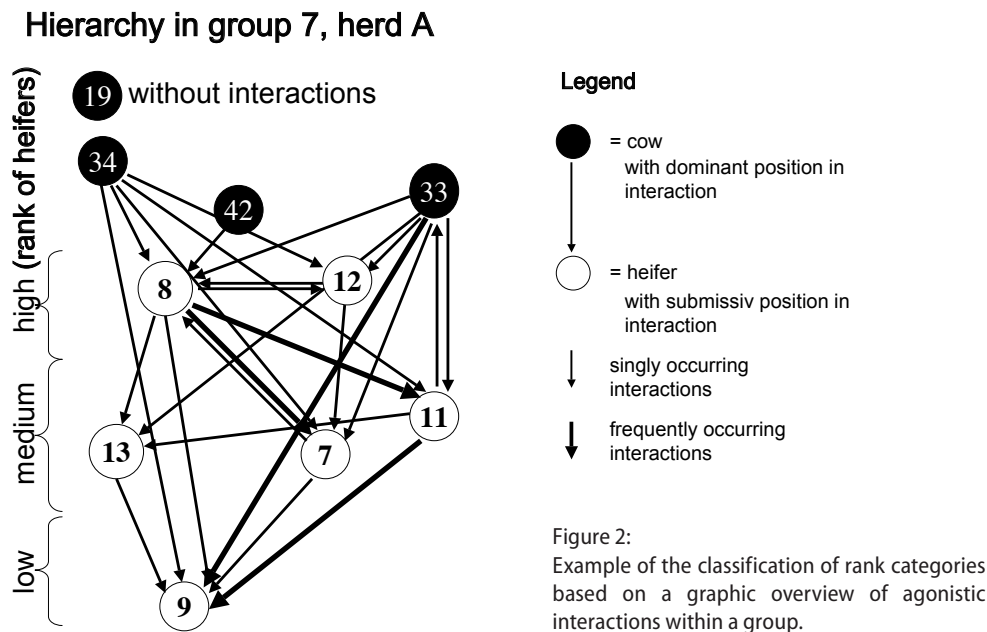 Hierarchy in group 7, herd A
high (rank of heifers)
medium
low
19 without interactions
34
42
33
8
12
11
13
7
9
Legend
= cow
with dominant position in
interaction
= heifer
with submissiv position in
interaction
singly occurring
interactions
frequently occurring
interactions
Figure 2:
Example of the classification of rank categories
based on a graphic overview of agonistic
interactions within a group.